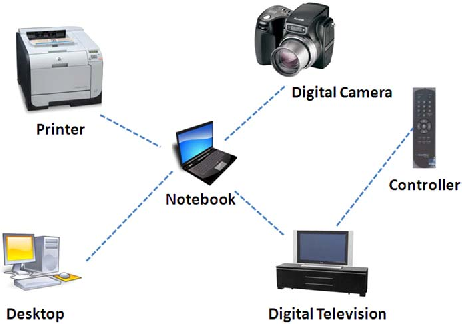 Digital Camera
Printer
Controller
Notebook
Desktop
Digital Television